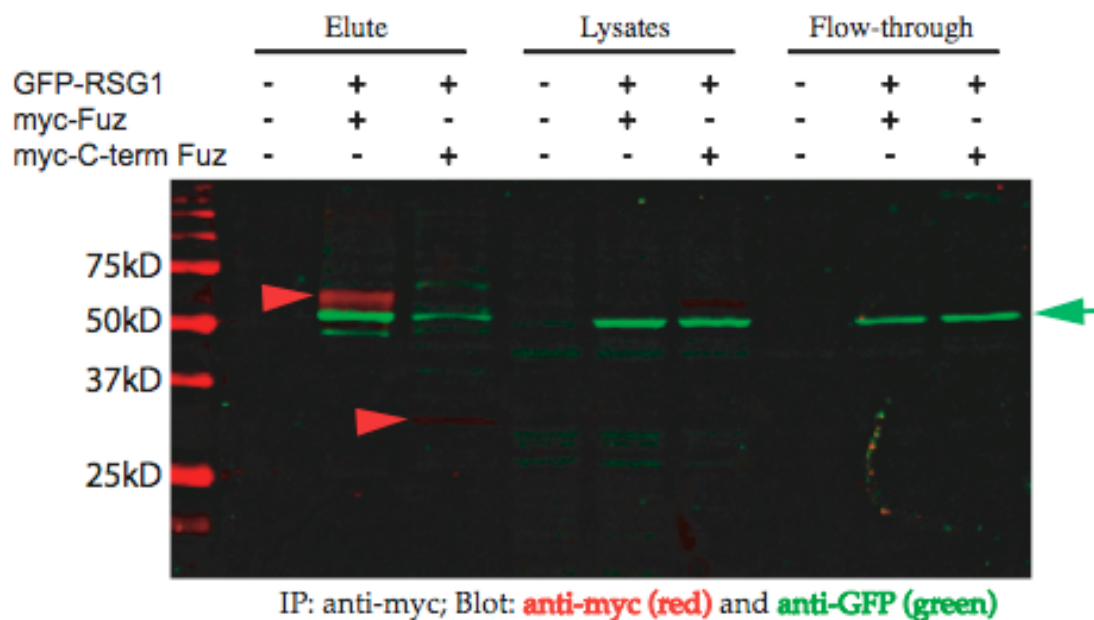 Elute Lysates Flow-through
GFP-RSG1 - + + - + + - + +
myc-Fuz - + - - + - - + -
myc-C-term Fuz - - + - - + - - +
75kD
50kD
37kD
25kD
IP: anti-myc; Blot: anti-myc (red) and anti-GFP (green)